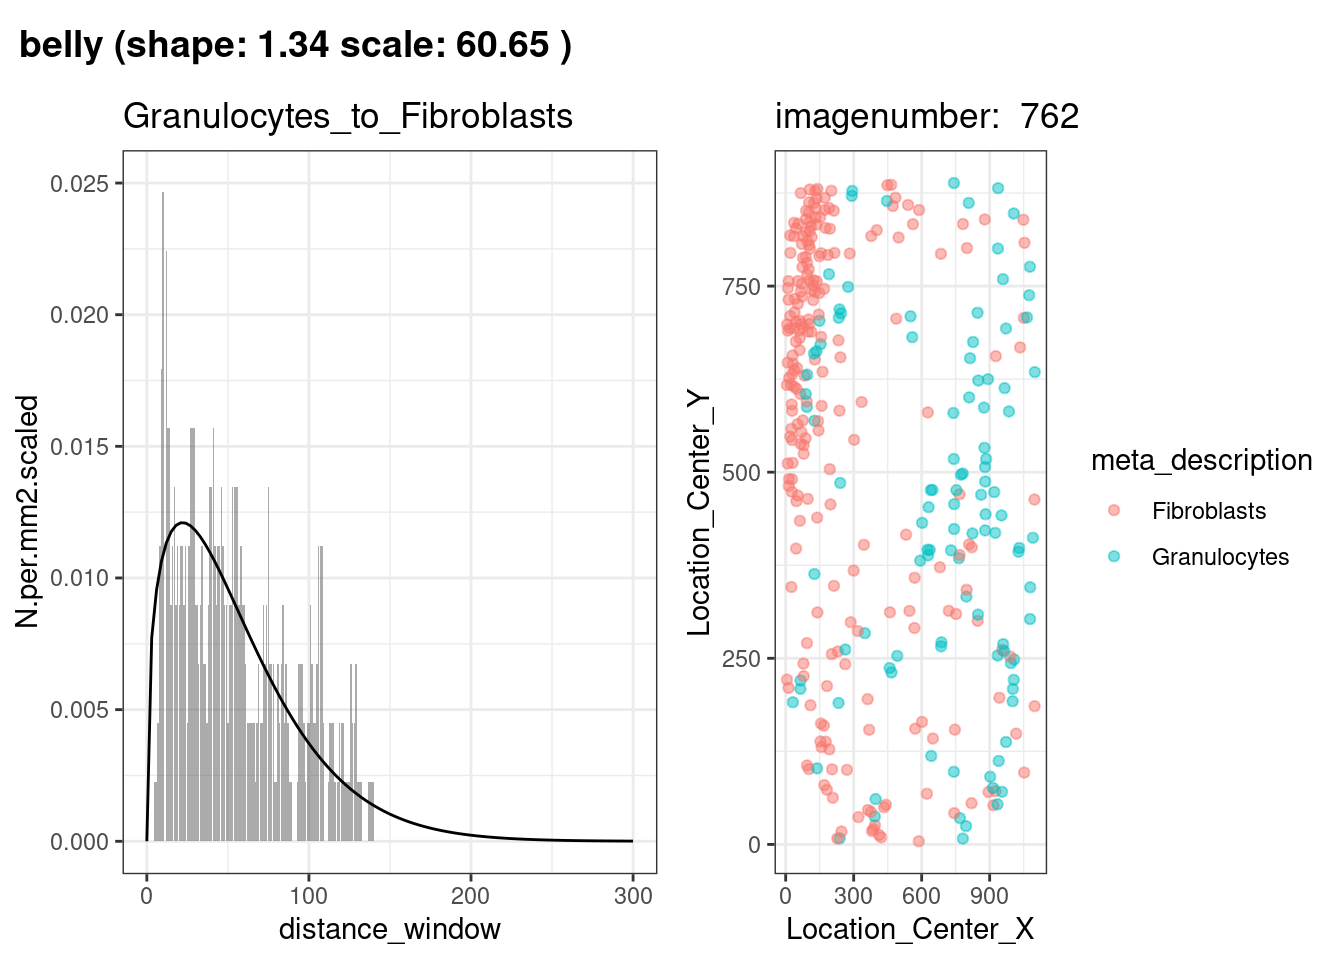 belly (shape: 1.34 scale: 60.65 )
Granulocytes_to_Fibroblasts
N.per.mm2.scaled
0.025
0.020
0.015
0.010
0.005
0.000
0 100 200 300
distance_window
imagenumber:  762
Location_Center_Y
750
500
250
0
0 300 600 900
Location_Center_X
meta_description
Fibroblasts
Granulocytes